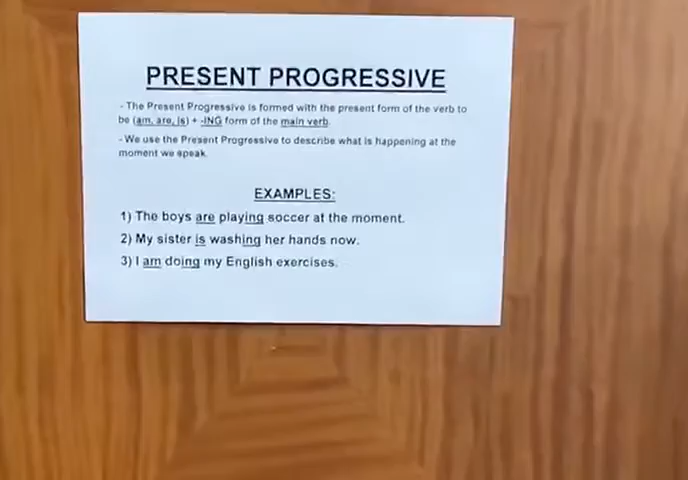 PRESENT PROGRESSIVE
- The Present Progressive is formed with the present form of the verb to
be (am, are, is) + -ING form of the main verb.
- We use the Present Progressive to describe what is happening at the
moment we speak.
EXAMPLES:
1) The boys are playing soccer at the moment.
2) My sister is washing her hands now.
3) I am doing my English exercises.